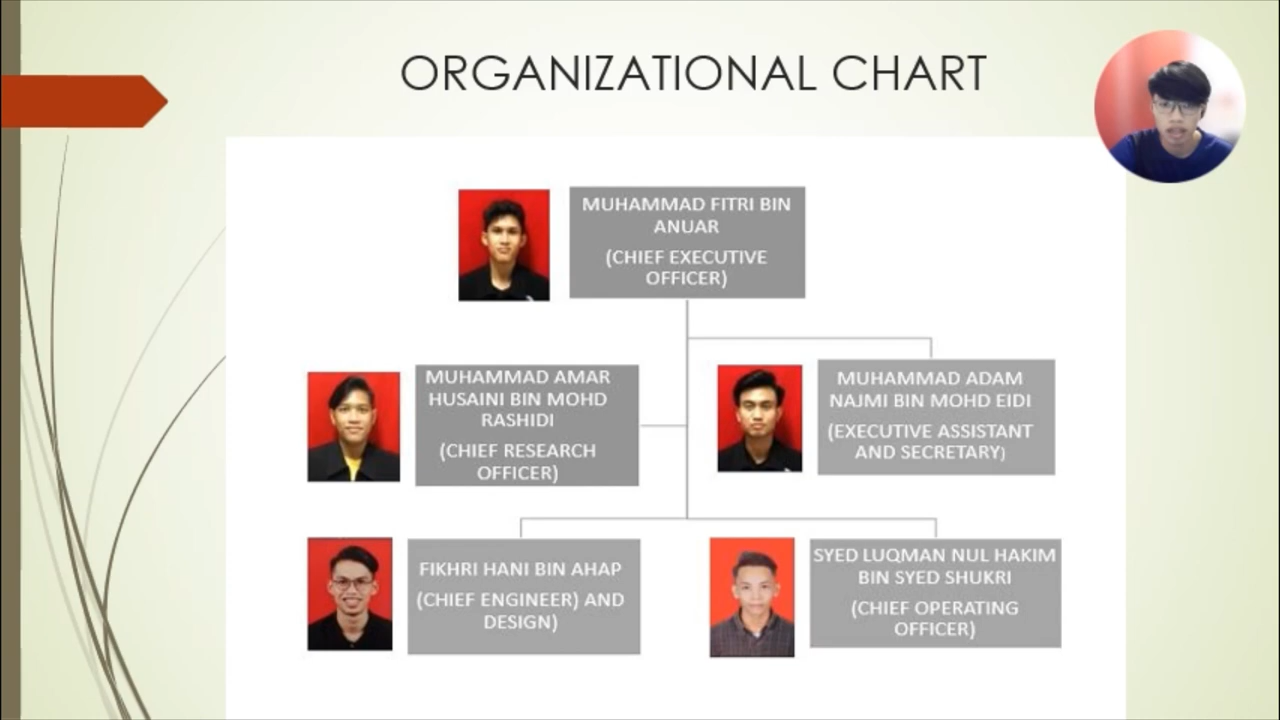 ORGANIZATIONAL CHART
MUHAMMAD FITRI BIN
ANUAR
(CHIEF EXECUTIVE
OFFICER)
MUHAMMAD AMAR
HUSAINI BIN MOHD
RASHIDI
(CHIEF RESEARCH
OFFICER)
MUHAMMAD ADAM
NAJMI BIN MOHD EIDI
(EXECUTIVE ASSISTANT
AND SECRETARY)
FIKHRI HANI BIN AHAP
(CHIEF ENGINEER) AND
DESIGN)
SYED LUQMAN NUL HAKIM
BIN SYED SHUKRI
(CHIEF OPERATING
OFFICER)